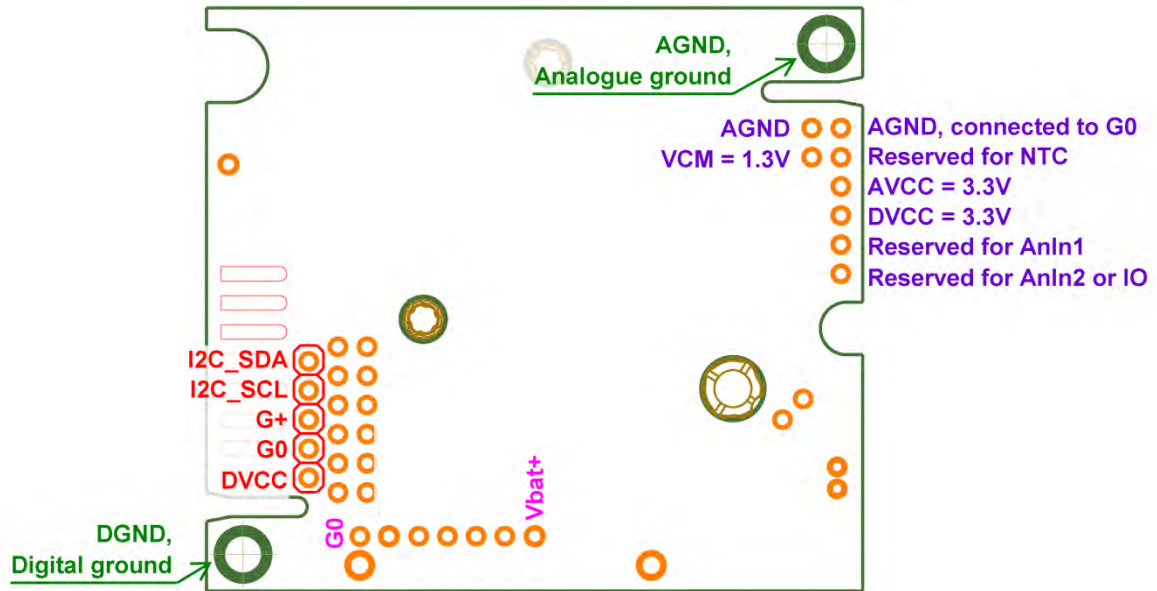 AGND,
Analogue ground
AGND
AGND, connected to G0
VCM = 1.3V
Reserved for NTC
AVCC = 3.3V
DVCC = 3.3V
Reserved for AnIn1
Reserved for AnIn2 or IO
I2C_SDA
I2C_SCL
G+
G0
DVCC
G0
Vbat+
DGND,
Digital ground